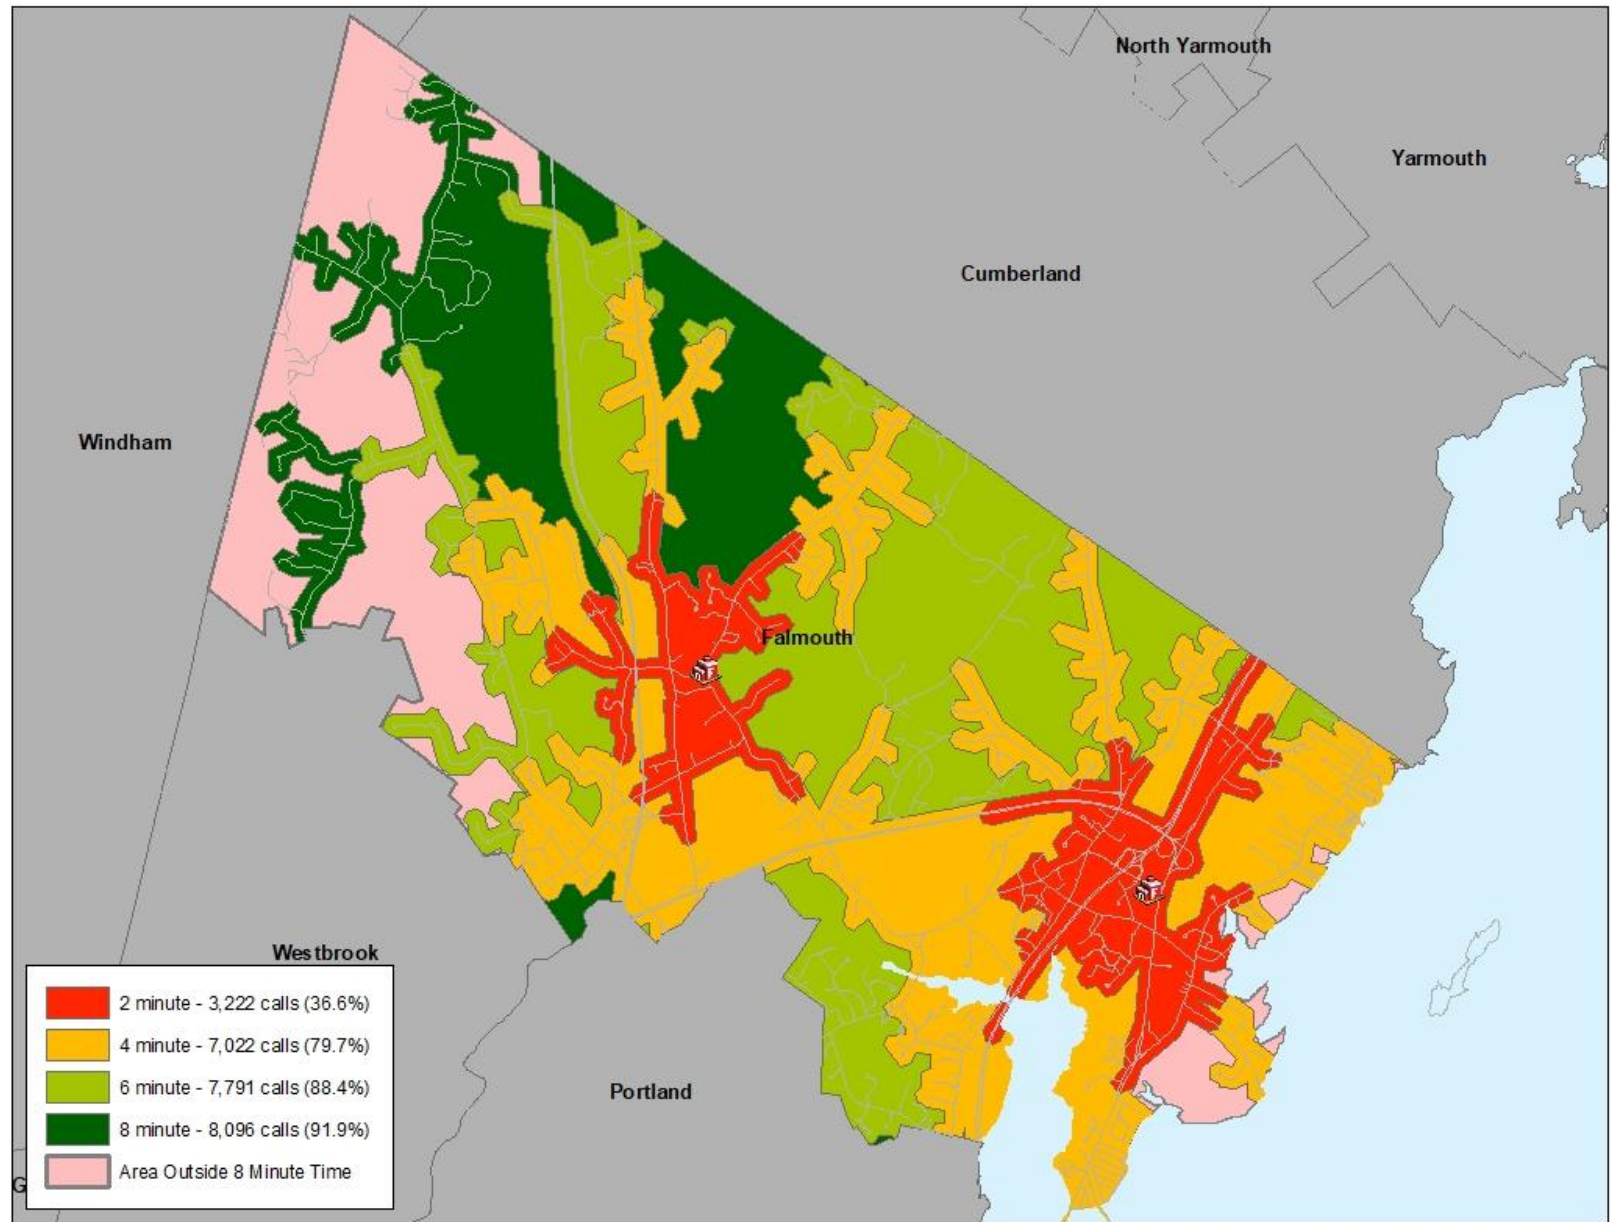 North Yarmouth
Yarmouth
Cumberland
Windham
Falmouth
Westbrook
2 minute - 3,222 calls (36.6%)
4 minute - 7,022 calls (79.7%)
6 minute - 7,791 calls (88.4%)
8 minute - 8,096 calls (91.9%)
Area Outside 8 Minute Time
Portland
G